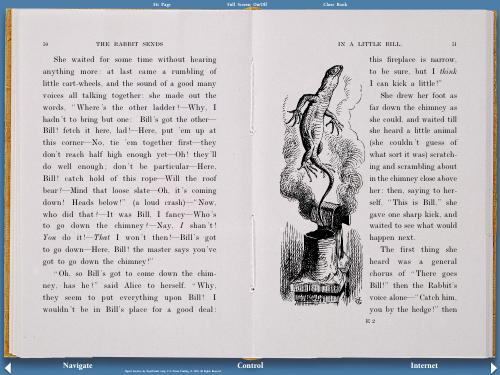 Fit Page
Full Screen On/Off
Close Book
50
THE RABBIT SENDS
She waited for some time without hearing
anything more: at last came a rumbling of
little cart-wheels, and the sound of a good many
voices all talking together: she made out the
words, "Where's the other ladder?—Why, I
hadn't to bring but one: Bill's got the other—
Bill! fetch it here, lad!—Here, put 'em up at
this corner—No, tie 'em together first—they
don't reach half high enough yet—Oh! they'll
do well enough; don't be particular—Here,
Bill! catch hold of this rope—Will the roof
bear?—Mind that loose slate—Oh, it's coming
down! Heads below!" (a loud crash)—"Now,
who did that?—It was Bill, I fancy—Who's
to go down the chimney?—Nay, I shan't!
You do it!—That I won't then!—Bill's got
to go down—Here, Bill! the master says you've
got to go down the chimney!"
"Oh, so Bill's got to come down the chim-
ney, has he?" said Alice to herself. "Why,
they seem to put everything upon Bill! I
wouldn't be in Bill's place for a good deal:
IN A LITTLE BILL.
51
this fireplace is narrow,
to be sure, but I think
I can kick a little!"
She drew her foot as
far down the chimney as
she could, and waited till
she heard a little animal
(she couldn't guess of
what sort it was) scratch-
ing and scrambling about
in the chimney close above
her: then, saying to her-
self, "This is Bill," she
gave one sharp kick, and
waited to see what would
happen next.
The first thing she
heard was a general
chorus of "There goes
Bill!" then the Rabbit's
voice alone—"Catch him,
you by the hedge!" then
E 2
Navigate
Control
Internet